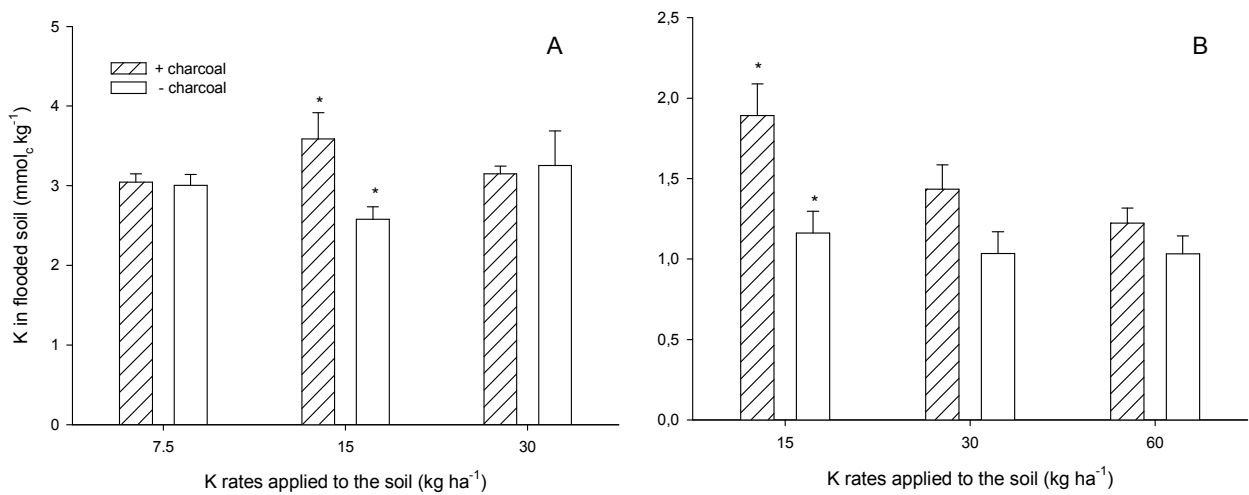 A
+ charcoal
- charcoal
K in flooded soil (mmol_c kg⁻¹)
5
4
3
2
1
0
*
*
7.5 15 30
K rates applied to the soil (kg ha⁻¹)
B
2,5
2,0
1,5
1,0
0,5
0,0
*
*
15 30 60
K rates applied to the soil (kg ha⁻¹)